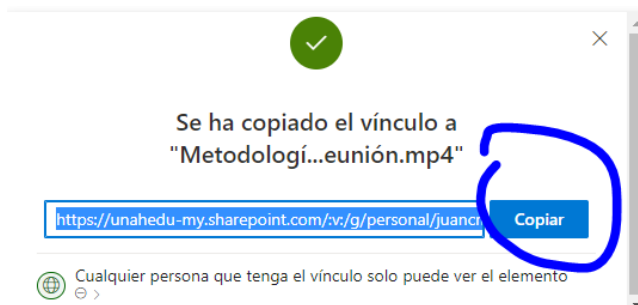 Se ha copiado el vínculo a
"Metodologí...eunión.mp4"
https://unahedu-my.sharepoint.com/:v:/g/personal/juancr
Copiar
Cualquier persona que tenga el vínculo solo puede ver el elemento